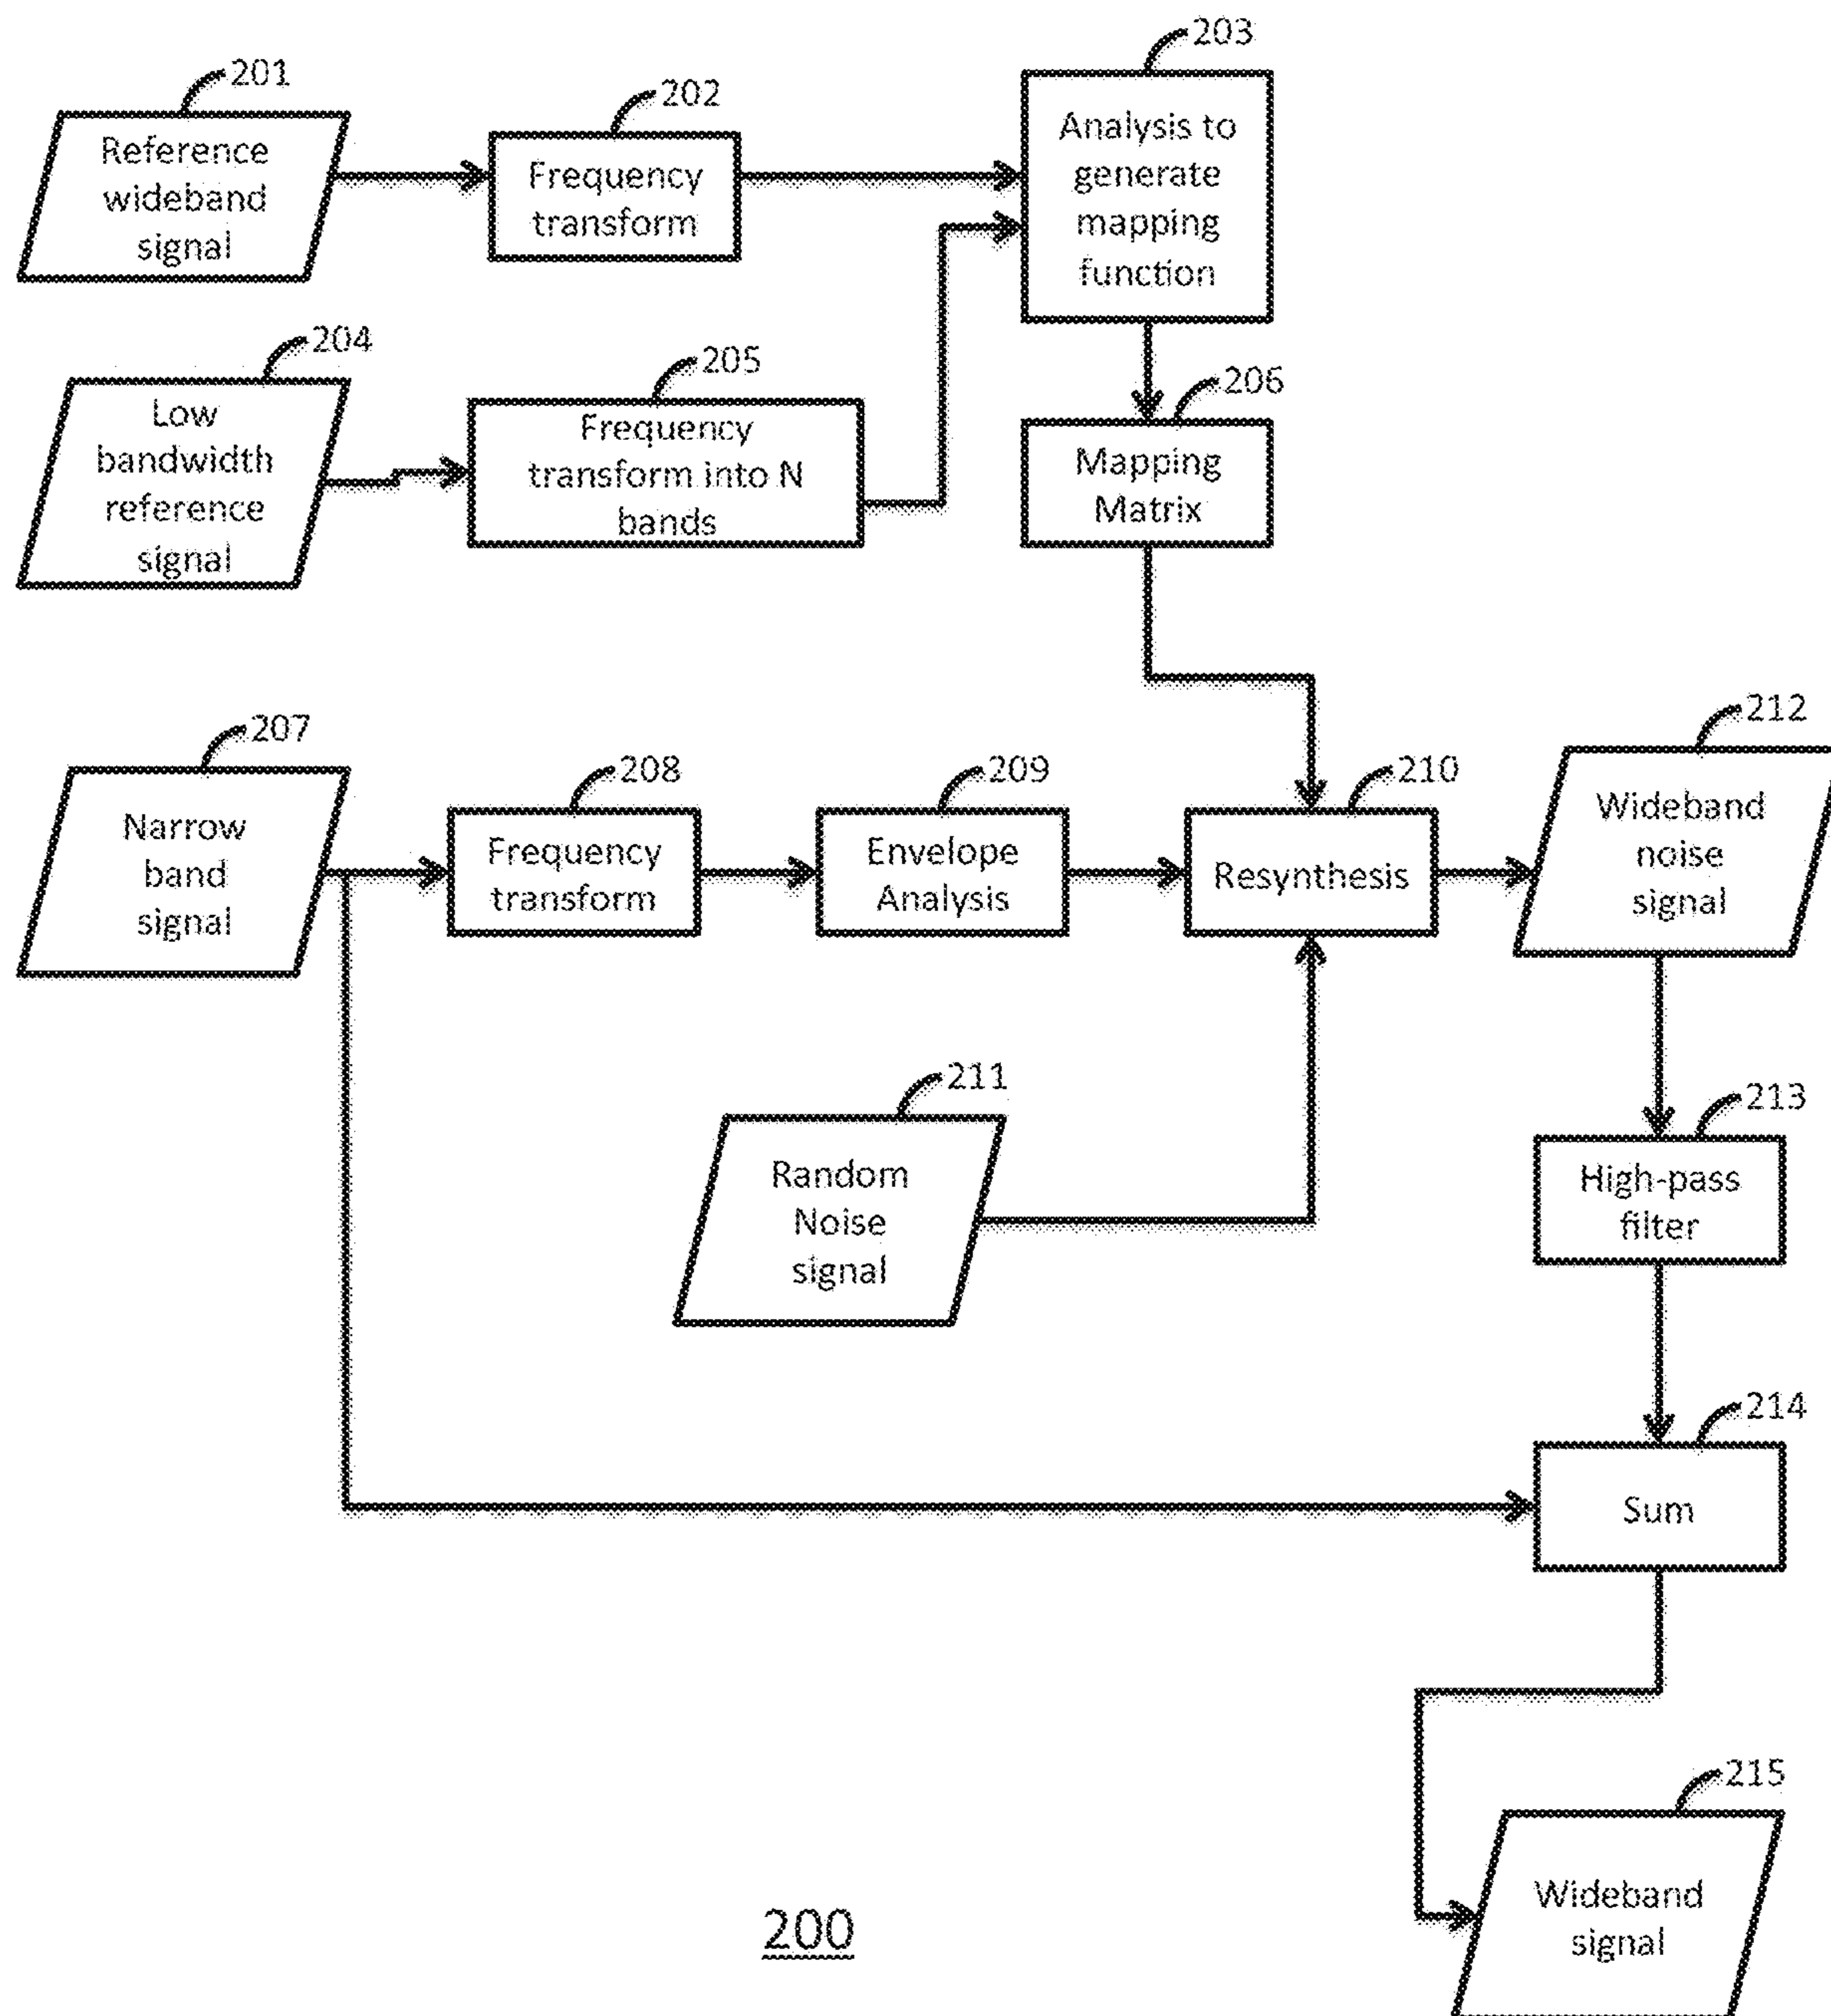 203
201
202
Reference
wideband
signal
Frequency
transform
Analysis to
generate
mapping
function
204
205
206
Low
bandwidth
reference
signal
Frequency
transform into N
bands
Mapping
Matrix
207
208
209
210
212
Narrow
band
signal
Frequency
transform
Envelope
Analysis
Resynthesis
Wideband
noise
signal
211
213
Random
Noise
signal
High-pass
filter
214
Sum
215
Wideband
signal
200